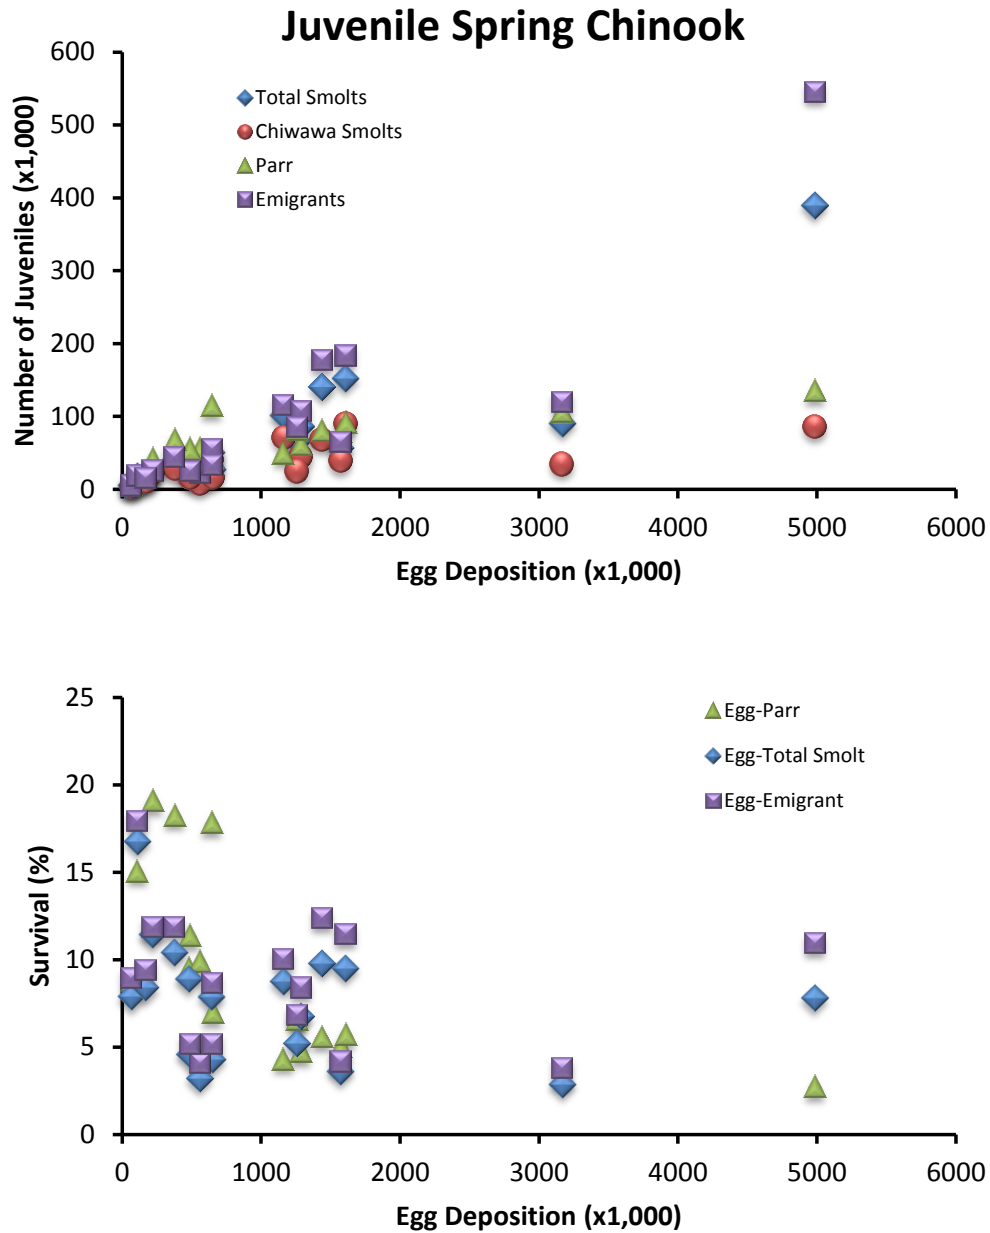 Juvenile Spring Chinook
600
500
400
300
200
100
0
Number of Juveniles (x1,000)
Total Smolts
Chiwawa Smolts
Parr
Emigrants
0 1000 2000 3000 4000 5000 6000
Egg Deposition (x1,000)
25
20
15
10
5
0
Survival (%)
Egg-Parr
Egg-Total Smolt
Egg-Emigrant
0 1000 2000 3000 4000 5000 6000
Egg Deposition (x1,000)